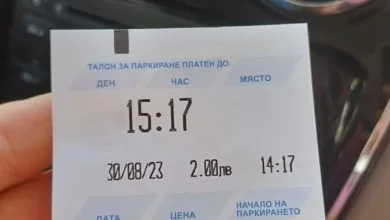 ТАЛОН ЗА ПАРКИРАНЕ ПЛАТЕН ДО:
ДЕН ЧАС МЯСТО
15:17
30/08/23 2.00лв 14:17
ДАТА ЦЕНА НАЧАЛО НА ПАРКИРАНЕТО